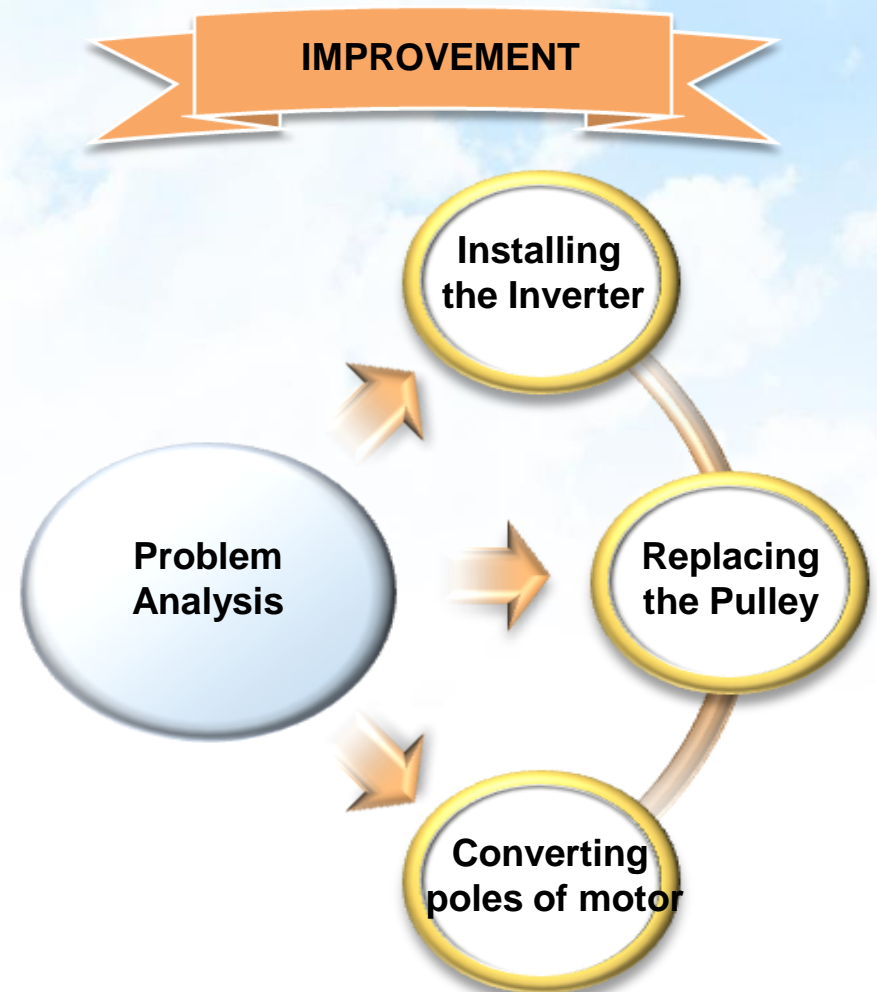 IMPROVEMENT
Installing
the Inverter
Problem
Analysis
Replacing
the Pulley
Converting
poles of motor